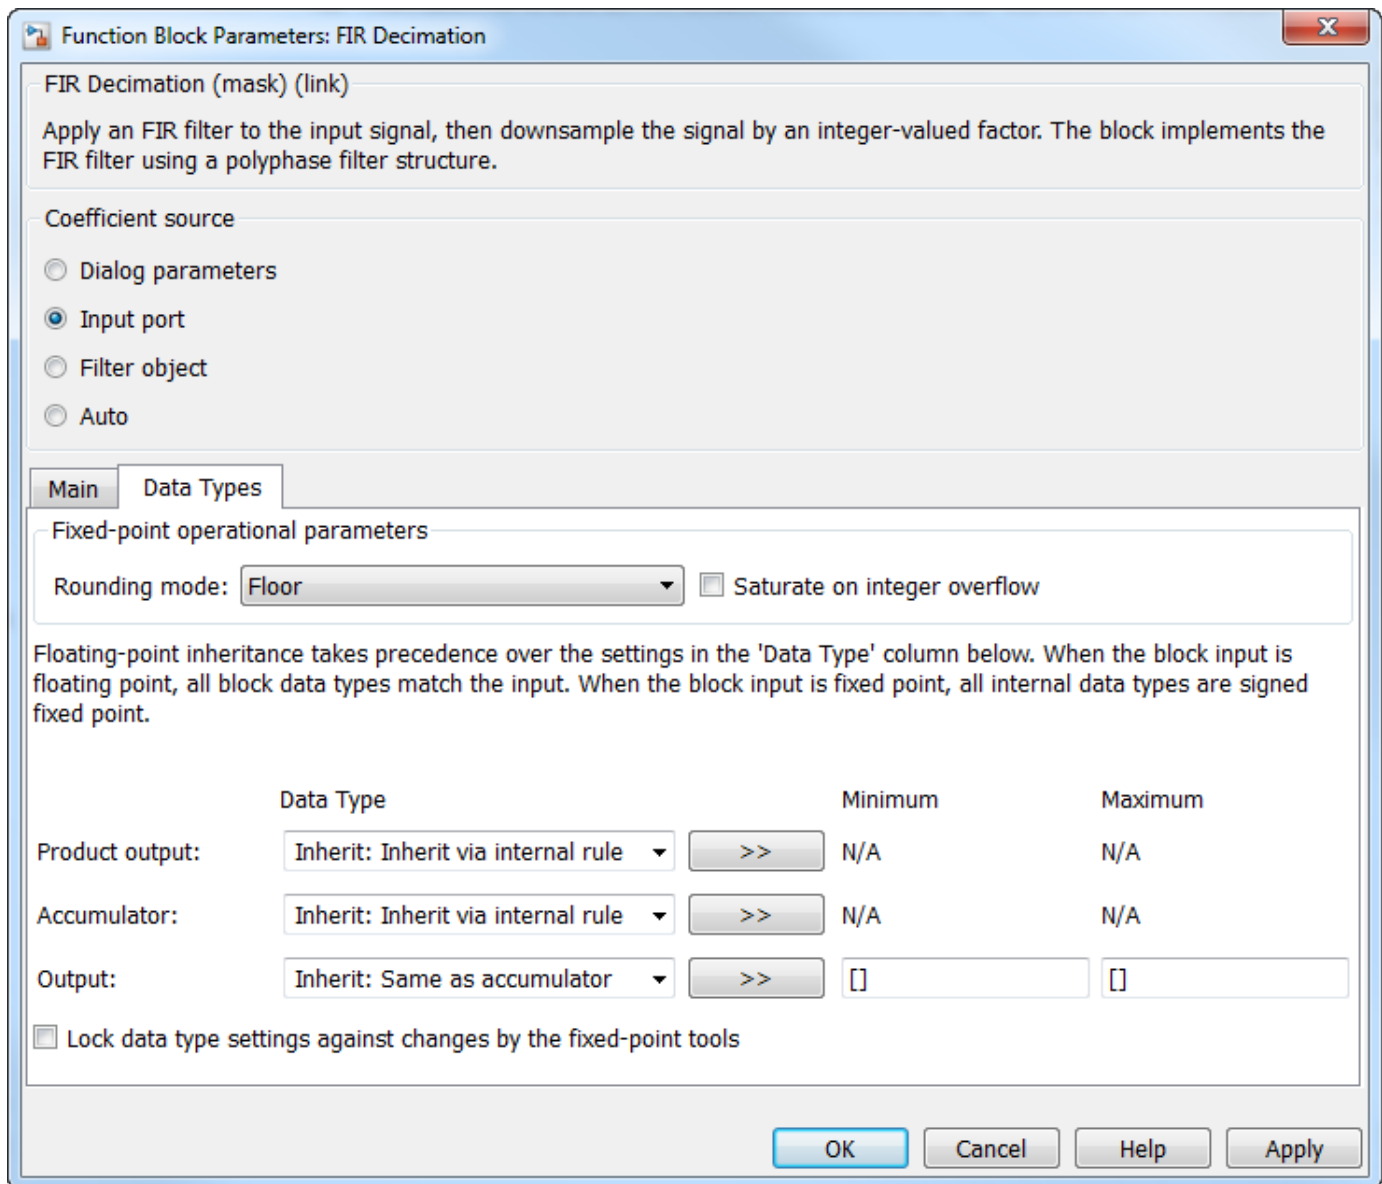 Function Block Parameters: FIR Decimation
X
FIR Decimation (mask) (link)
Apply an FIR filter to the input signal, then downsample the signal by an integer-valued factor. The block implements the
FIR filter using a polyphase filter structure.
Coefficient source
Dialog parameters
Input port
Filter object
Auto
Main Data Types
Fixed-point operational parameters
Rounding mode: Floor Saturate on integer overflow
Floating-point inheritance takes precedence over the settings in the 'Data Type' column below. When the block input is
floating point, all block data types match the input. When the block input is fixed point, all internal data types are signed
fixed point.
Data Type Minimum Maximum
Product output: Inherit: Inherit via internal rule >> N/A N/A
Accumulator: Inherit: Inherit via internal rule >> N/A N/A
Output: Inherit: Same as accumulator >> [] []
Lock data type settings against changes by the fixed-point tools
OK Cancel Help Apply